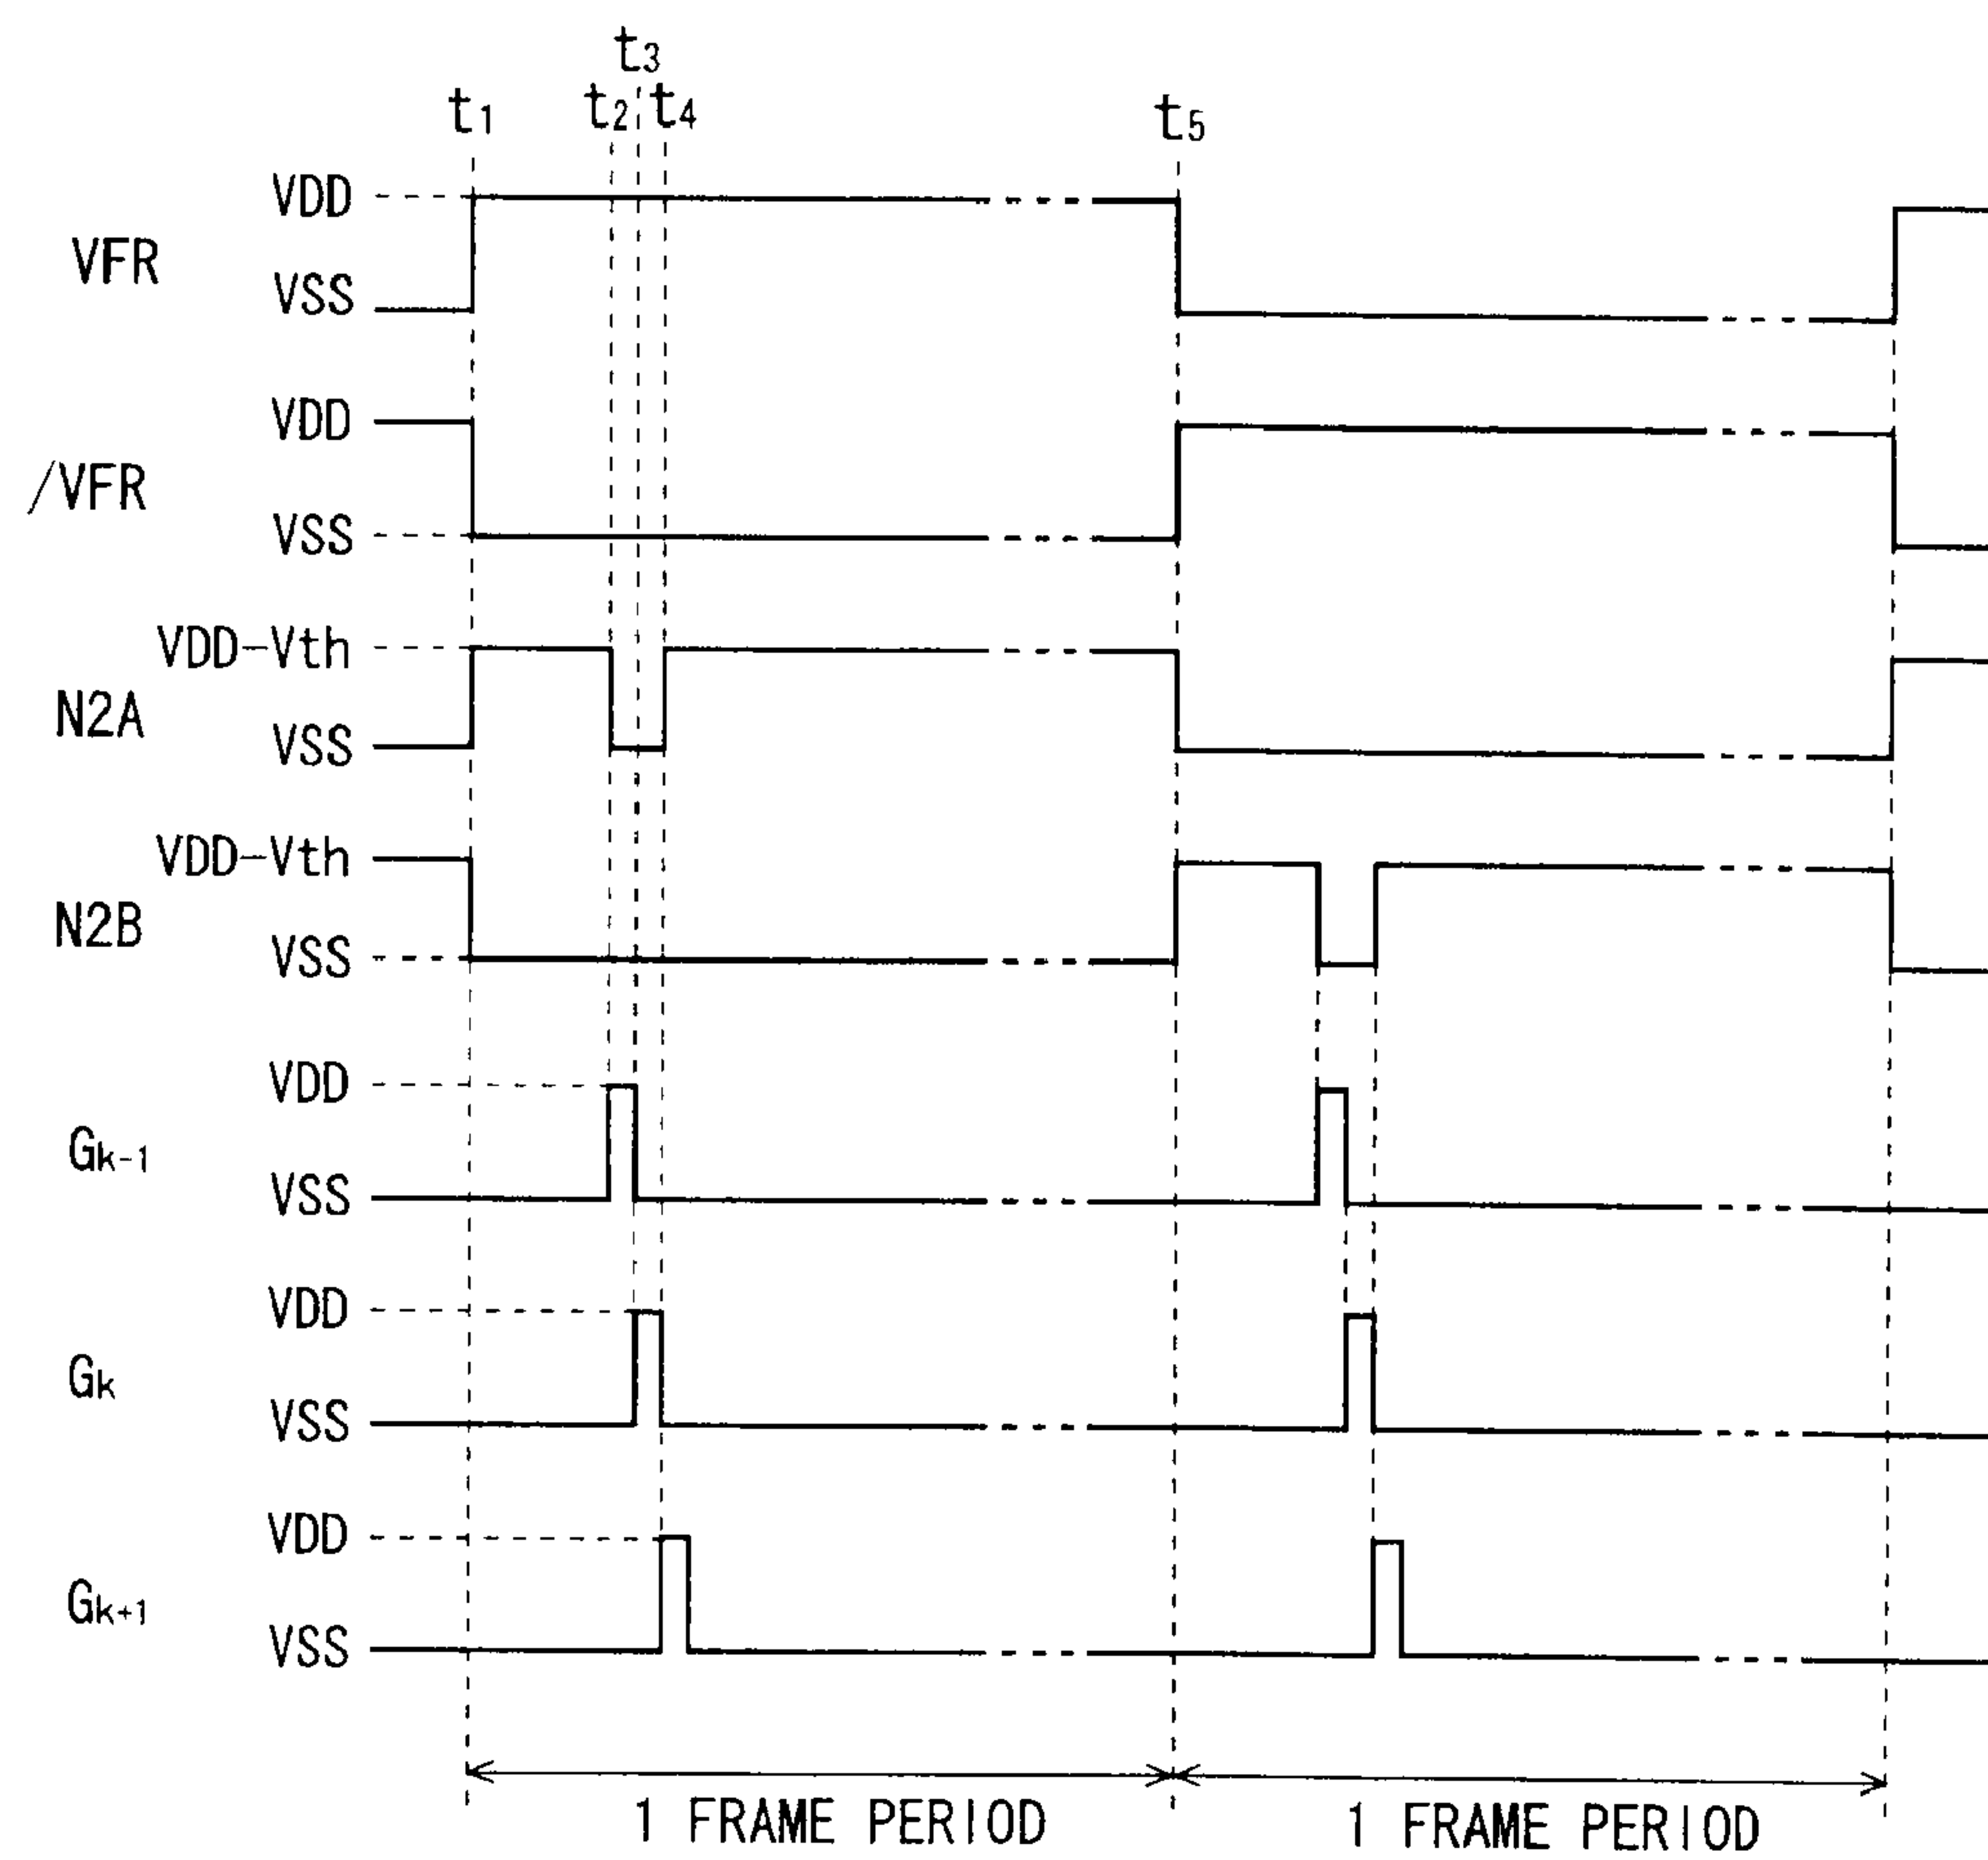 t3
t1 t2 t4 t5
VDD
VFR
VSS
VDD
/VFR
VSS
VDD-Vth
N2A
VSS
VDD-Vth
N2B
VSS
VDD
Gk-1
VSS
VDD
Gk
VSS
VDD
Gk+1
VSS
1 FRAME PERIOD 1 FRAME PERIOD